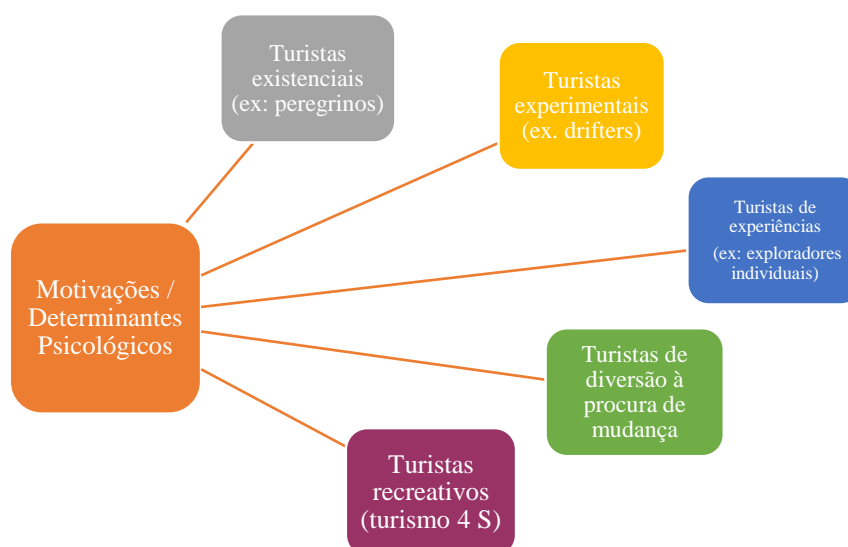 Turistas
existenciais
(ex: peregrinos)
Turistas
experimentais
(ex. drifters)
Turistas de
experiências
(ex: exploradores
individuais)
Motivações /
Determinantes
Psicológicos
Turistas de
diversão à
procura de
mudança
Turistas
recreativos
(turismo 4 S)